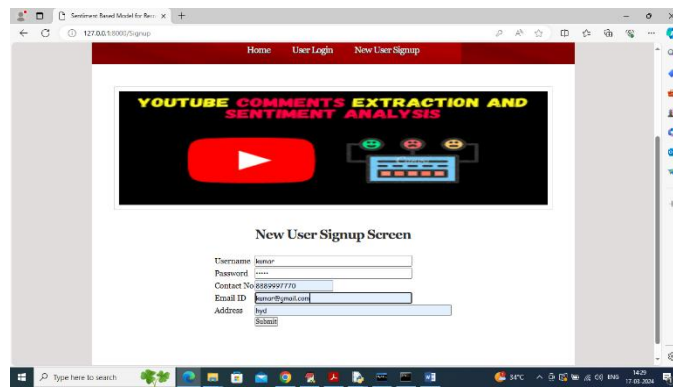 Sentiment Based Model for Recn
127.0.0.1:8000/Signup
Home User Login New User Signup
YOUTUBE COMMENTS EXTRACTION AND
SENTIMENT ANALYSIS
New User Signup Screen
Username kumar
Password •••••
Contact No 8889997770
Email ID kumar@gmail.com
Address hyd
Submit
Type here to search
34°C
ENG
14:29
17-03-2024